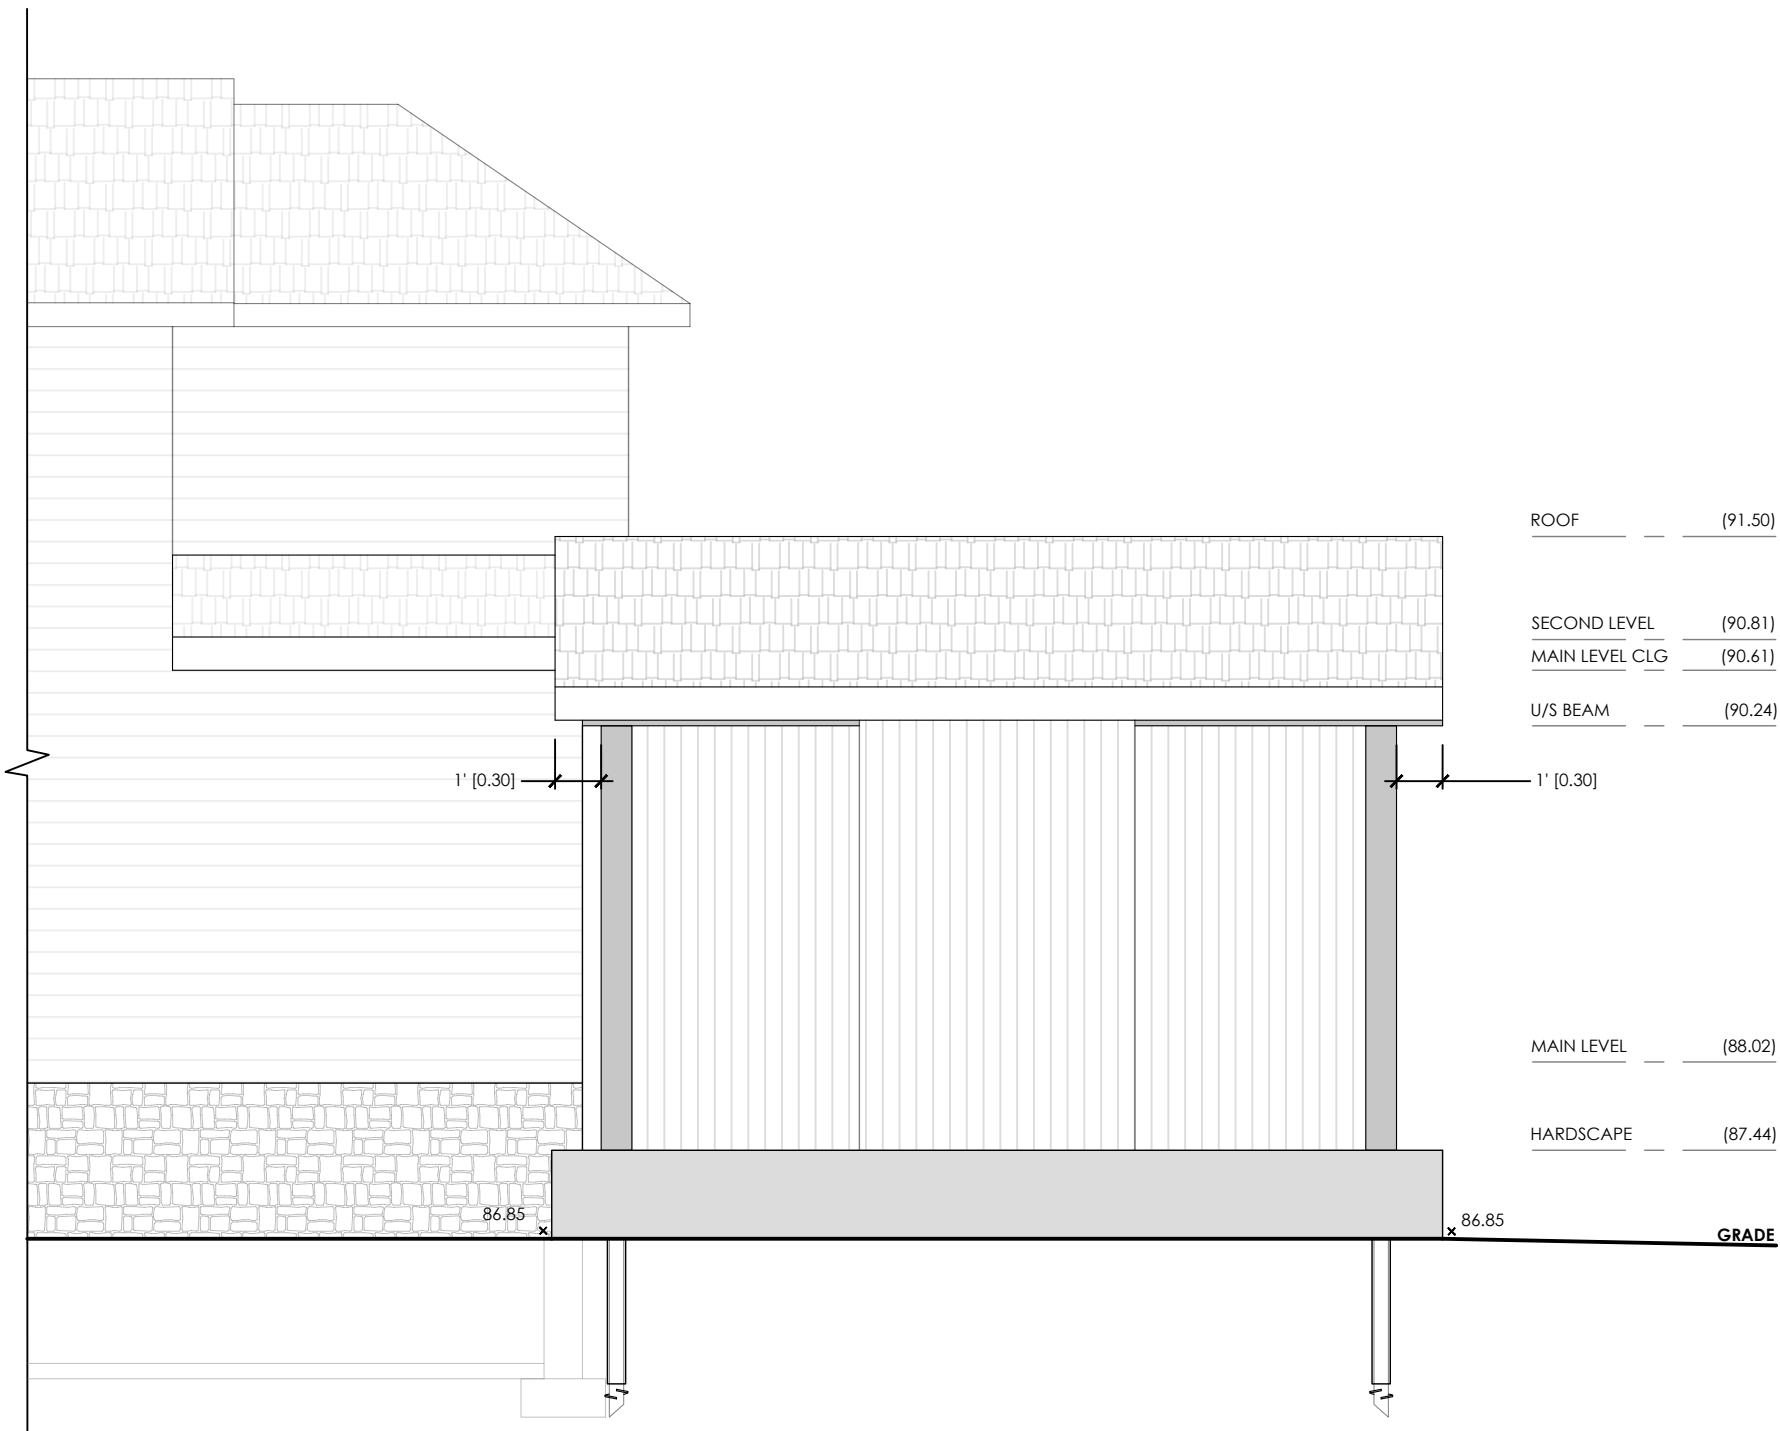 ROOF (91.50)
SECOND LEVEL (90.81)
MAIN LEVEL CLG (90.61)
U/S BEAM (90.24)
1' [0.30] 1' [0.30]
MAIN LEVEL (88.02)
HARDSCAPE (87.44)
86.85 86.85
GRADE